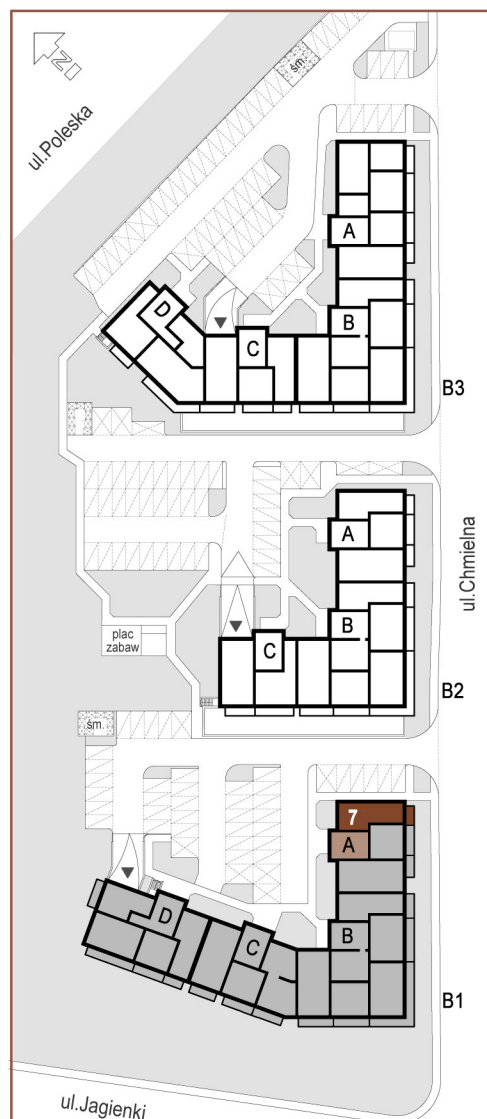 N
ul.Poleska
śm.
A
D
B
C
B3
A
ul.Chmielna
B
plac
zabaw
C
B2
śm.
7
A
D
B
C
B1
ul.Jagienki